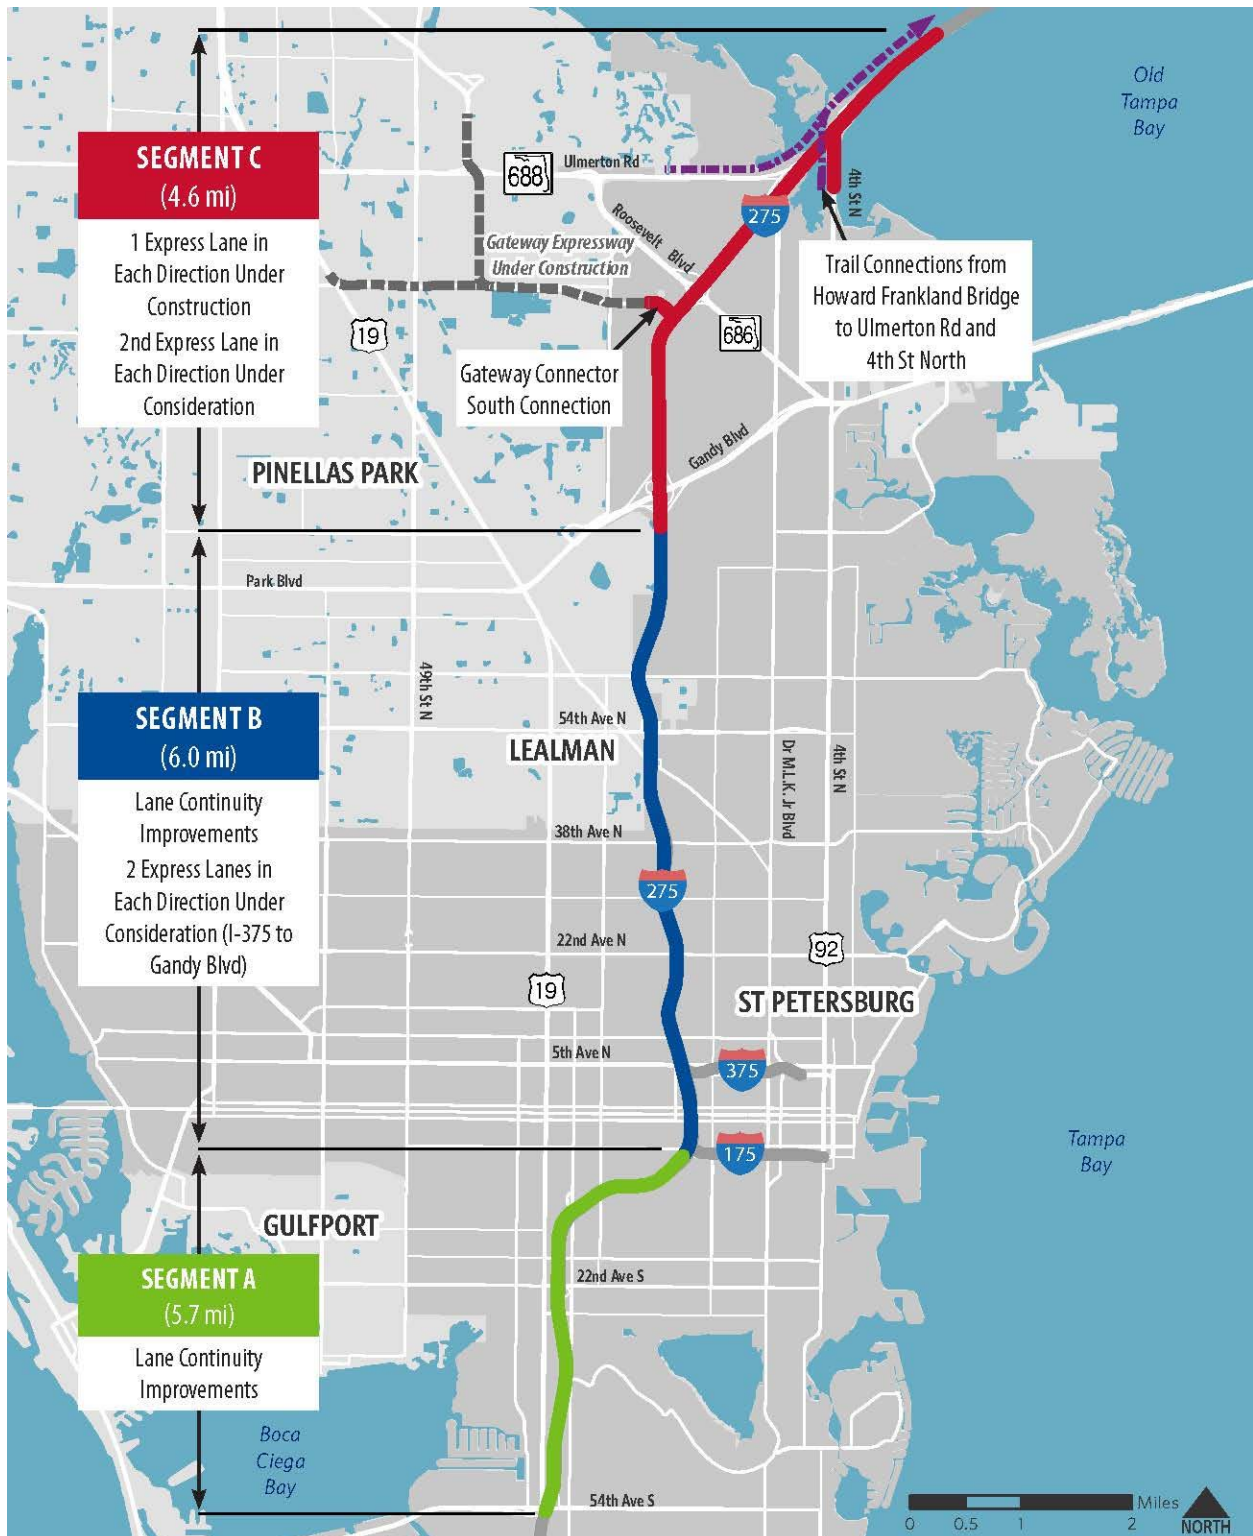 Old
Tampa
Bay
SEGMENT C
(4.6 mi)
1 Express Lane in
Each Direction Under
Construction
2nd Express Lane in
Each Direction Under
Consideration
Ulmerton Rd
688
4th St N
275
Roosevelt Blvd
Gateway Expressway
Under Construction
Trail Connections from
Howard Frankland Bridge
to Ulmerton Rd and
4th St North
19
686
Gateway Connector
South Connection
Gandy Blvd
PINELLAS PARK
Park Blvd
49th St N
SEGMENT B
(6.0 mi)
Lane Continuity
Improvements
2 Express Lanes in
Each Direction Under
Consideration (I-375 to
Gandy Blvd)
54th Ave N
LEALMAN
Dr M.L.K. Jr Blvd
4th St N
38th Ave N
275
22nd Ave N
92
19
ST PETERSBURG
5th Ave N
375
175
Tampa
Bay
GULFPORT
SEGMENT A
(5.7 mi)
Lane Continuity
Improvements
22nd Ave S
Boca
Ciega
Bay
54th Ave S
Miles
0 0.5 1 2
NORTH